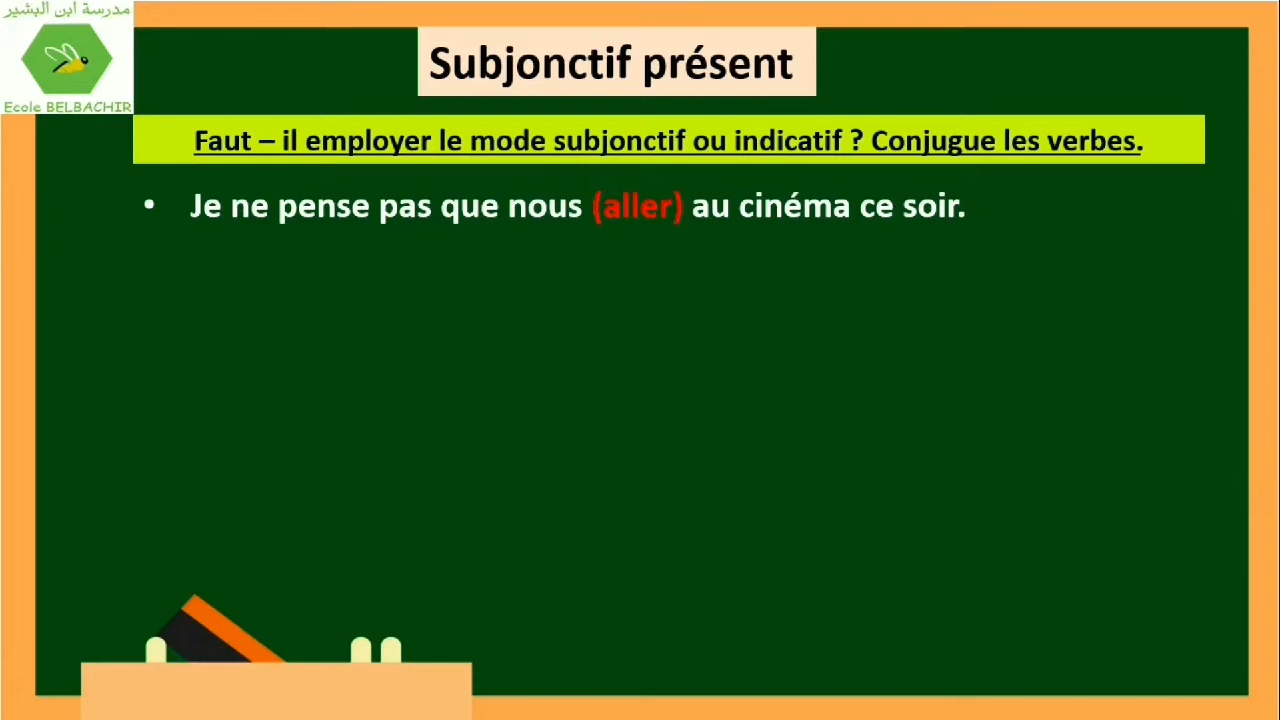 مدرسة ابن البشير
Ecole BELBACHIR
Subjonctif présent
Faut – il employer le mode subjonctif ou indicatif ? Conjugue les verbes.
• Je ne pense pas que nous (aller) au cinéma ce soir.